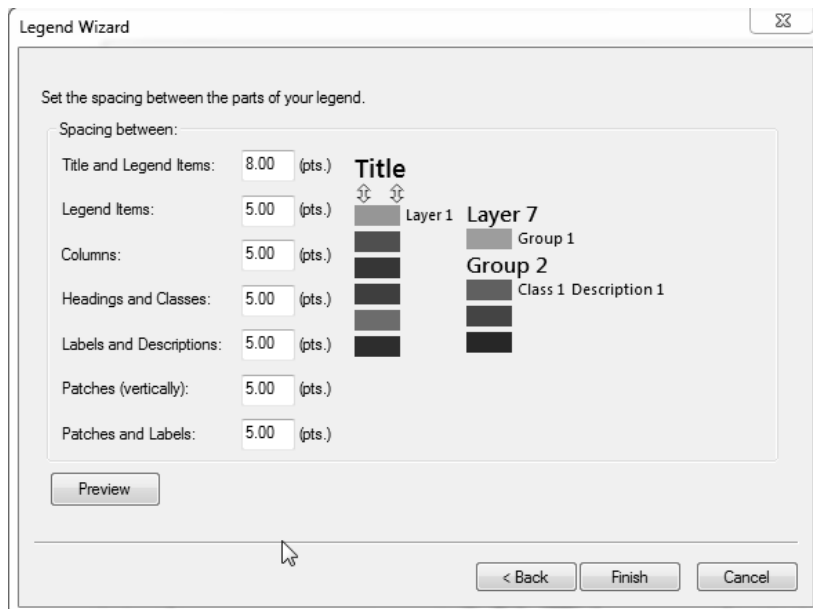 Legend Wizard
Set the spacing between the parts of your legend.
Spacing between:
Title and Legend Items: 8.00 (pts.)
Legend Items: 5.00 (pts.)
Columns: 5.00 (pts.)
Headings and Classes: 5.00 (pts.)
Labels and Descriptions: 5.00 (pts.)
Patches (vertically): 5.00 (pts.)
Patches and Labels: 5.00 (pts.)
Title
Layer 1
Layer 7
Group 1
Group 2
Class 1 Description 1
Preview
< Back Finish Cancel